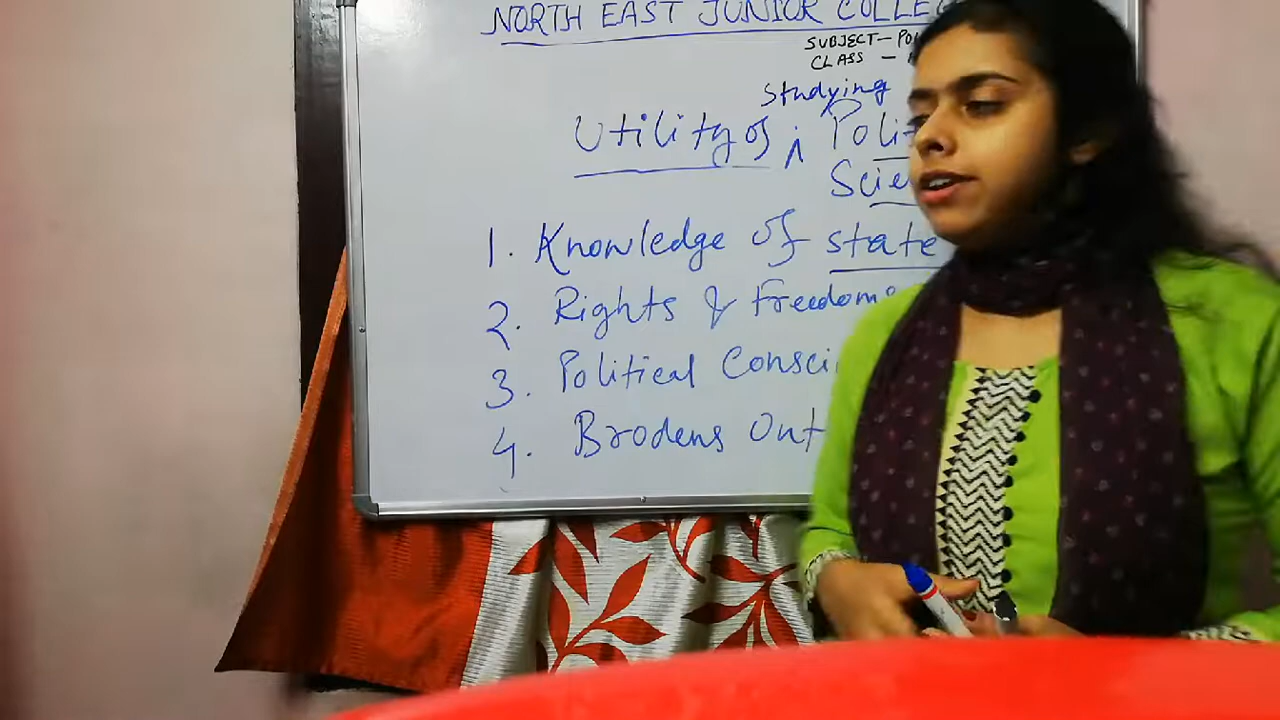 NORTH EAST JUNIOR COLLE
SUBJECT - PO
CLASS -
Studying
Utility of ^ Polit
Scie
1. Knowledge of state
2. Rights & Freedoms
3. Political Consci
4. Brodens Out